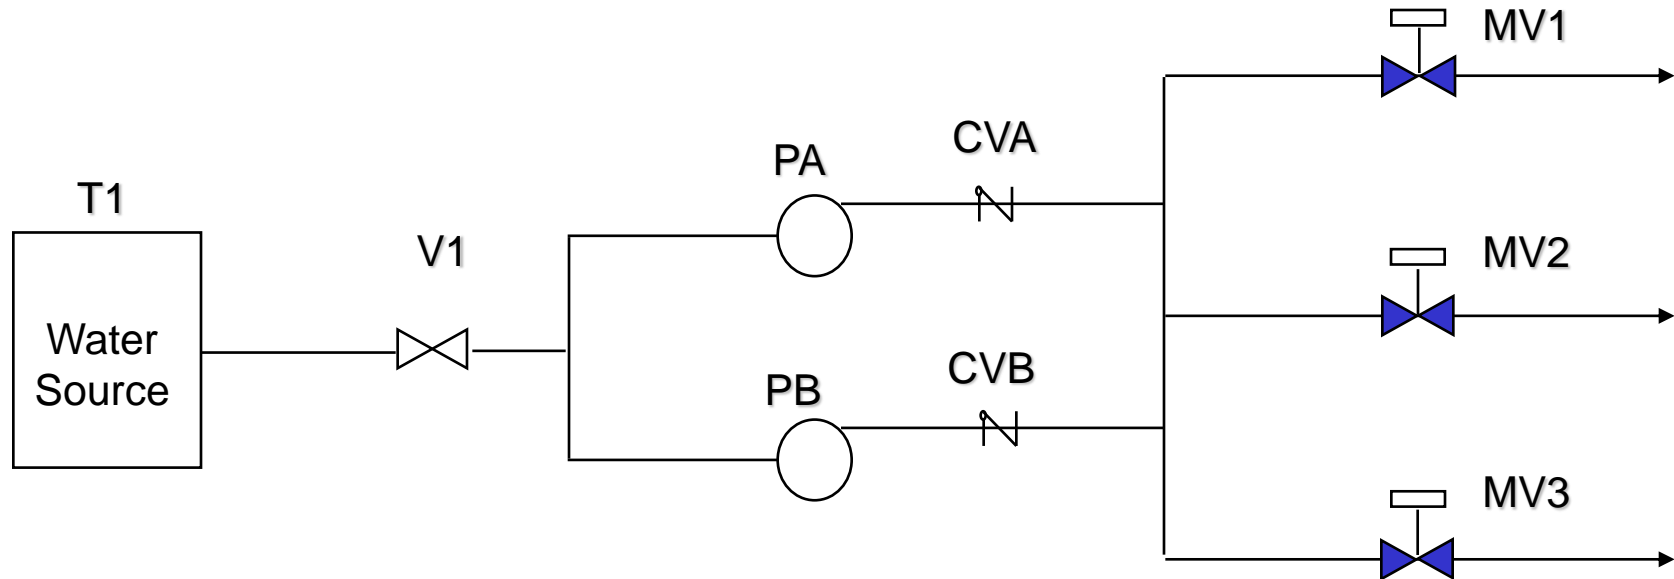 MV1
CVA
PA
T1
V1
MV2
Water
Source
CVB
PB
MV3